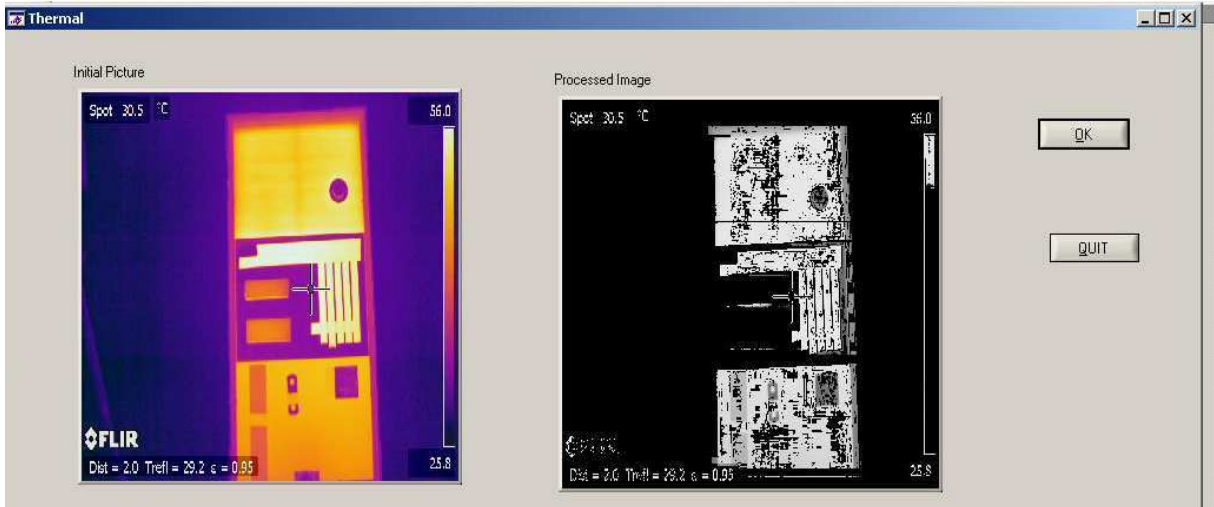 Thermal
Initial Picture
Spot 30.5 °C
56.0
FLIR
Dist = 2.0 Trefl = 29.2 ε = 0.95
25.8
Processed Image
Spot 30.5 °C
36.0
Dist = 2.0 Trefl = 29.2 ε = 0.95
25.8
OK
QUIT